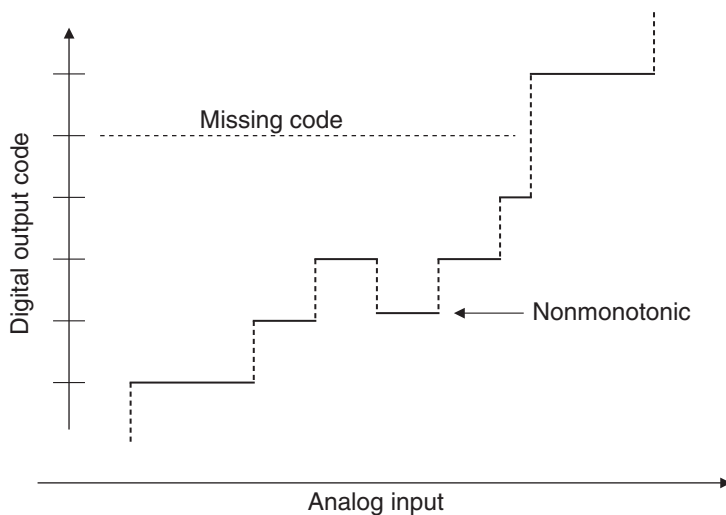 Missing code
Digital output code
Nonmonotonic
Analog input